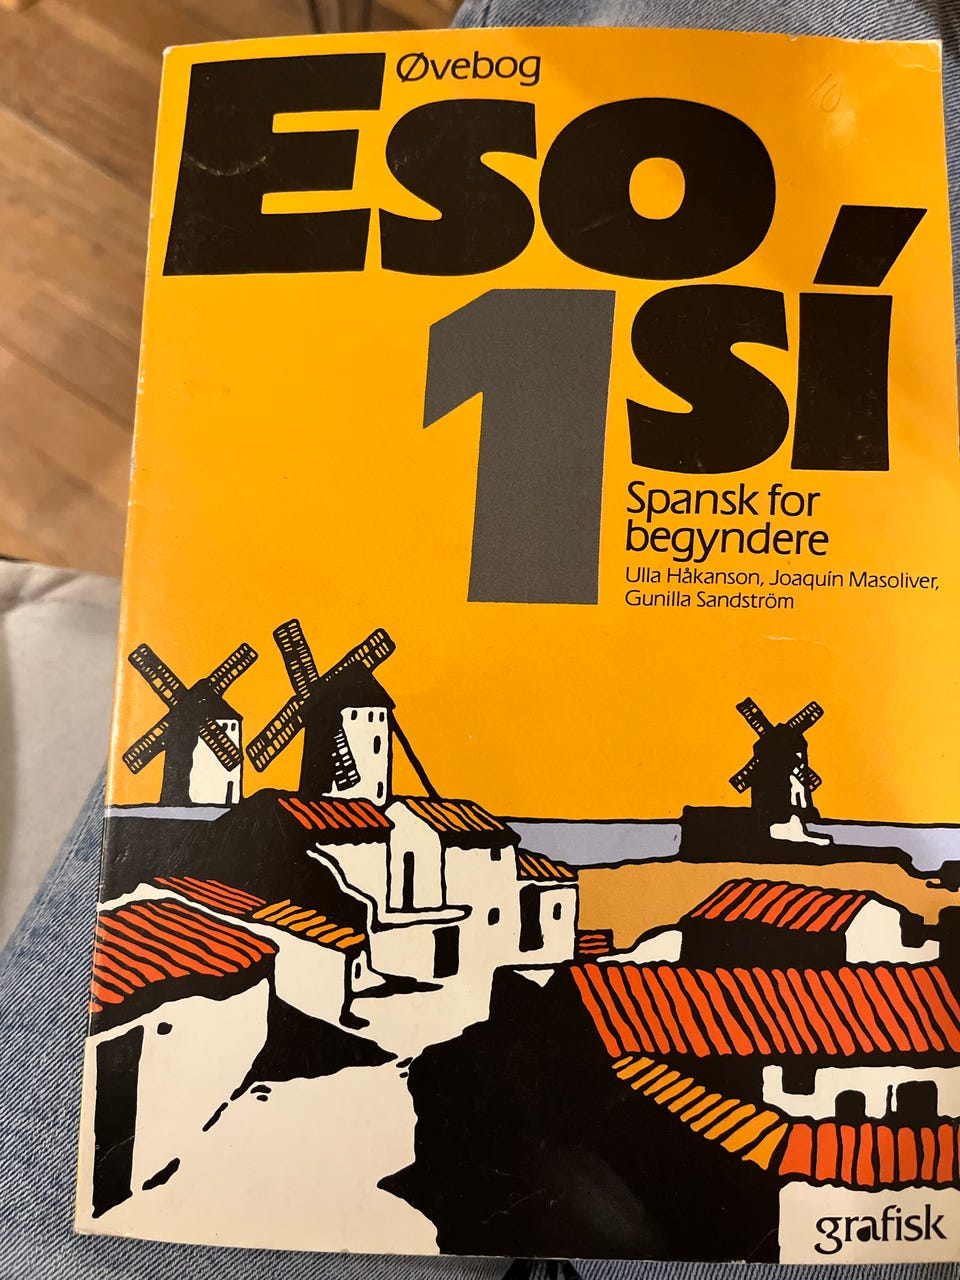 Øvebog
Eso
sí
1
Spansk for
begyndere
Ulla Håkanson, Joaquín Masoliver,
Gunilla Sandström
grafisk